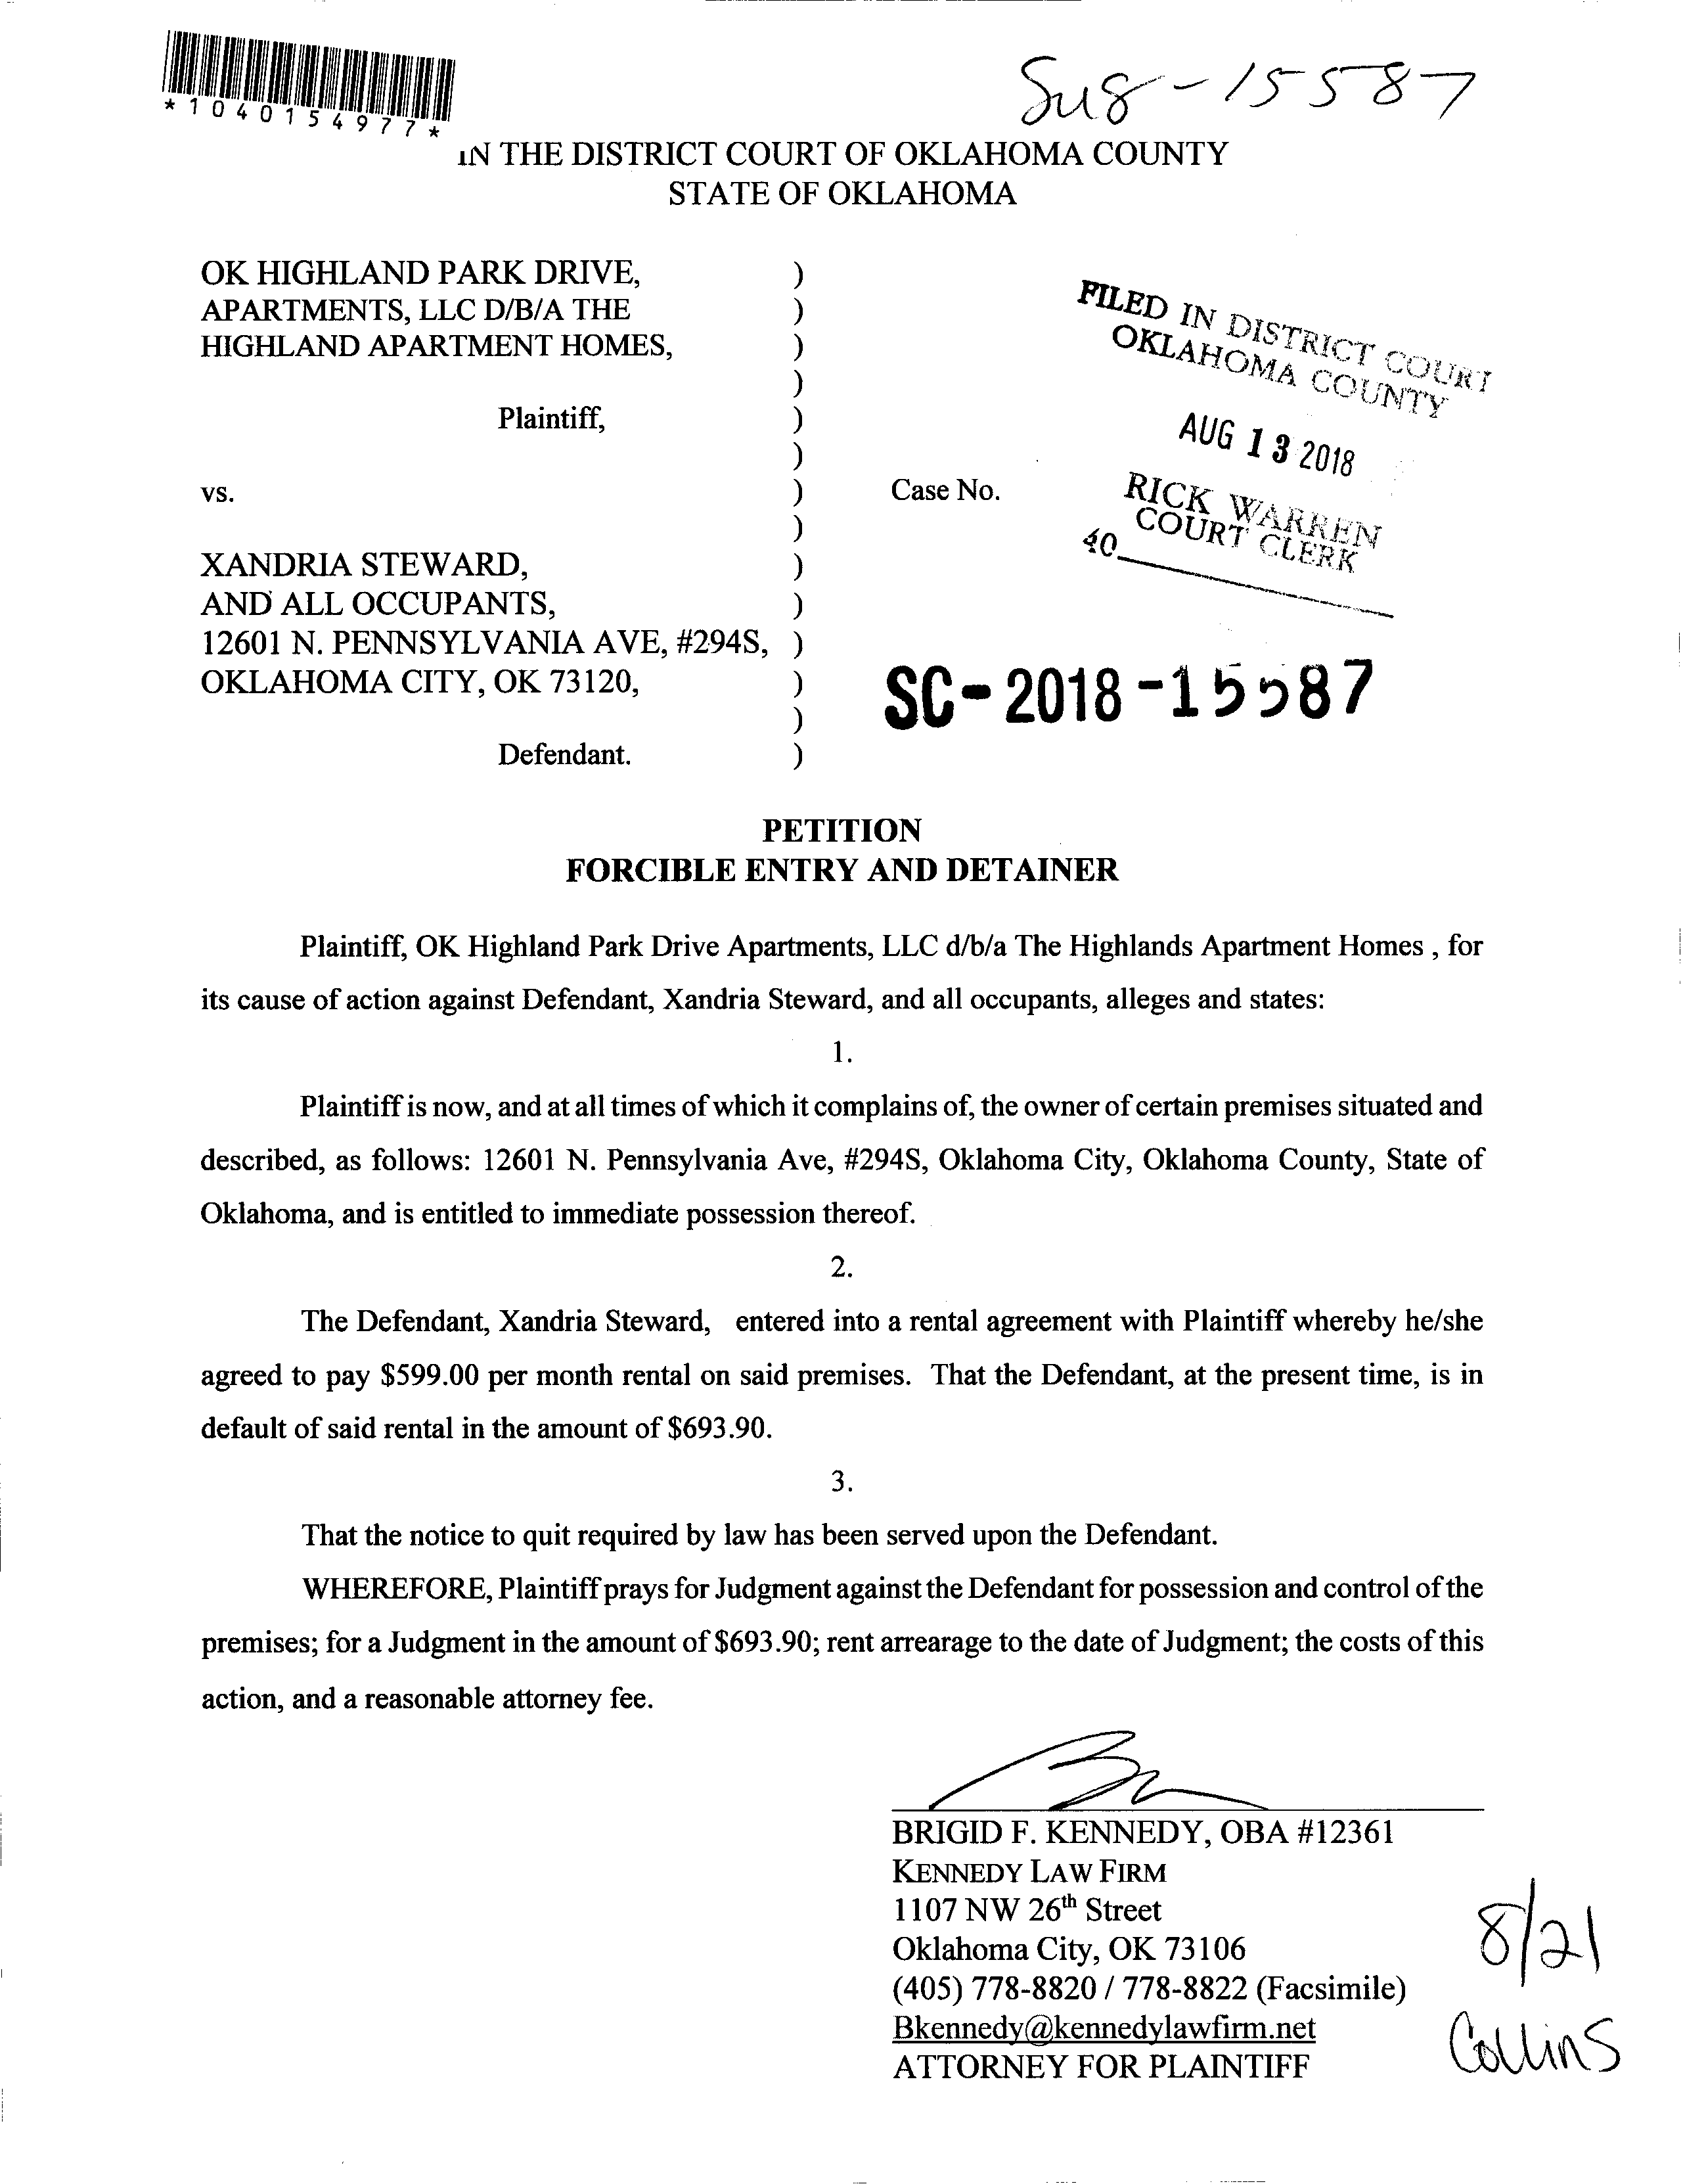 *1040154977*
SC18-15587
IN THE DISTRICT COURT OF OKLAHOMA COUNTY
STATE OF OKLAHOMA
OK HIGHLAND PARK DRIVE, )
APARTMENTS, LLC D/B/A THE )
HIGHLAND APARTMENT HOMES, )
)
Plaintiff, )
)
vs. ) Case No.
)
XANDRIA STEWARD, )
AND ALL OCCUPANTS, )
12601 N. PENNSYLVANIA AVE, #294S, )
OKLAHOMA CITY, OK 73120, )
)
Defendant. )
FILED IN DISTRICT COURT
OKLAHOMA COUNTY
AUG 13 2018
RICK WARREN
COURT CLERK
40
SC-2018-15587
PETITION
FORCIBLE ENTRY AND DETAINER
Plaintiff, OK Highland Park Drive Apartments, LLC d/b/a The Highlands Apartment Homes , for
its cause of action against Defendant, Xandria Steward, and all occupants, alleges and states:
1.
Plaintiff is now, and at all times of which it complains of, the owner of certain premises situated and
described, as follows: 12601 N. Pennsylvania Ave, #294S, Oklahoma City, Oklahoma County, State of
Oklahoma, and is entitled to immediate possession thereof.
2.
The Defendant, Xandria Steward, entered into a rental agreement with Plaintiff whereby he/she
agreed to pay $599.00 per month rental on said premises. That the Defendant, at the present time, is in
default of said rental in the amount of $693.90.
3.
That the notice to quit required by law has been served upon the Defendant.
WHEREFORE, Plaintiff prays for Judgment against the Defendant for possession and control of the
premises; for a Judgment in the amount of $693.90; rent arrearage to the date of Judgment; the costs of this
action, and a reasonable attorney fee.
BRIGID F. KENNEDY, OBA #12361
KENNEDY LAW FIRM
1107 NW 26th Street
Oklahoma City, OK 73106
(405) 778-8820 / 778-8822 (Facsimile)
Bkennedy@kennedylawfirm.net
ATTORNEY FOR PLAINTIFF
8/21
Collins